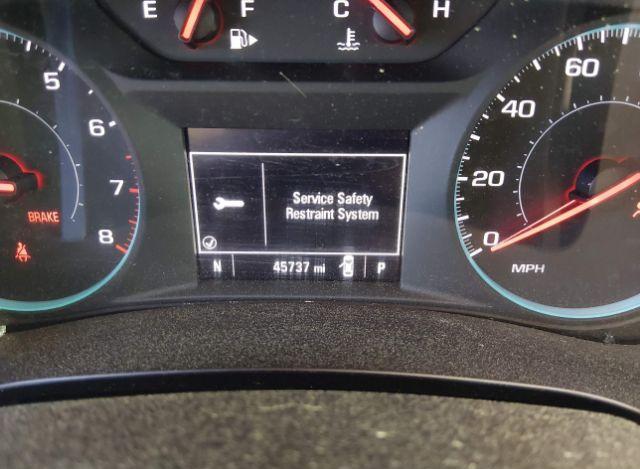 E F C H
5
6
7
8
BRAKE
Service Safety
Restraint System
N 45737 mi P
60
40
20
0
MPH